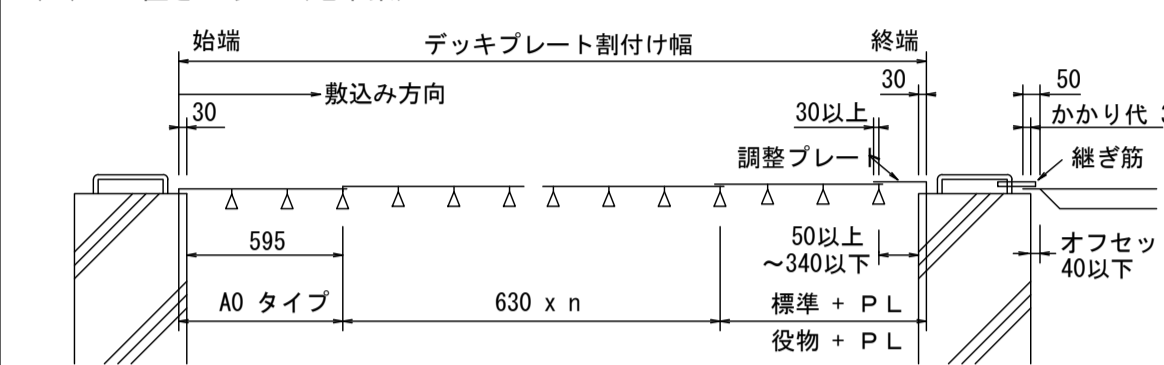 始端
デッキプレート割付け幅
終端
敷込み方向
30
30
50
30以上
かかり代
調整プレート
継ぎ筋
595
50以上
～340以下
オフセッ
40以下
A0 タイプ
630 x n
標準 + PL
役物 + PL